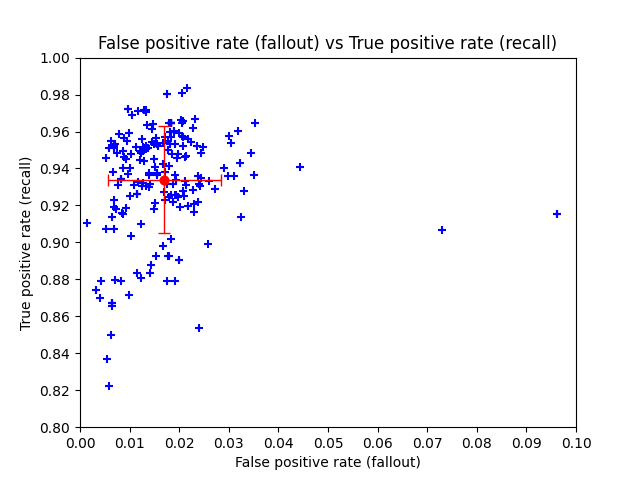 False positive rate (fallout) vs True positive rate (recall)
1.00
0.98
0.96
0.94
0.92
0.90
0.88
0.86
0.84
0.82
0.80
True positive rate (recall)
0.00 0.01 0.02 0.03 0.04 0.05 0.06 0.07 0.08 0.09 0.10
False positive rate (fallout)